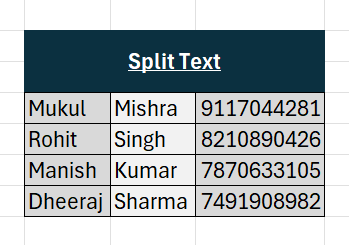 Split Text
Mukul Mishra 9117044281
Rohit Singh 8210890426
Manish Kumar 7870633105
Dheeraj Sharma 7491908982